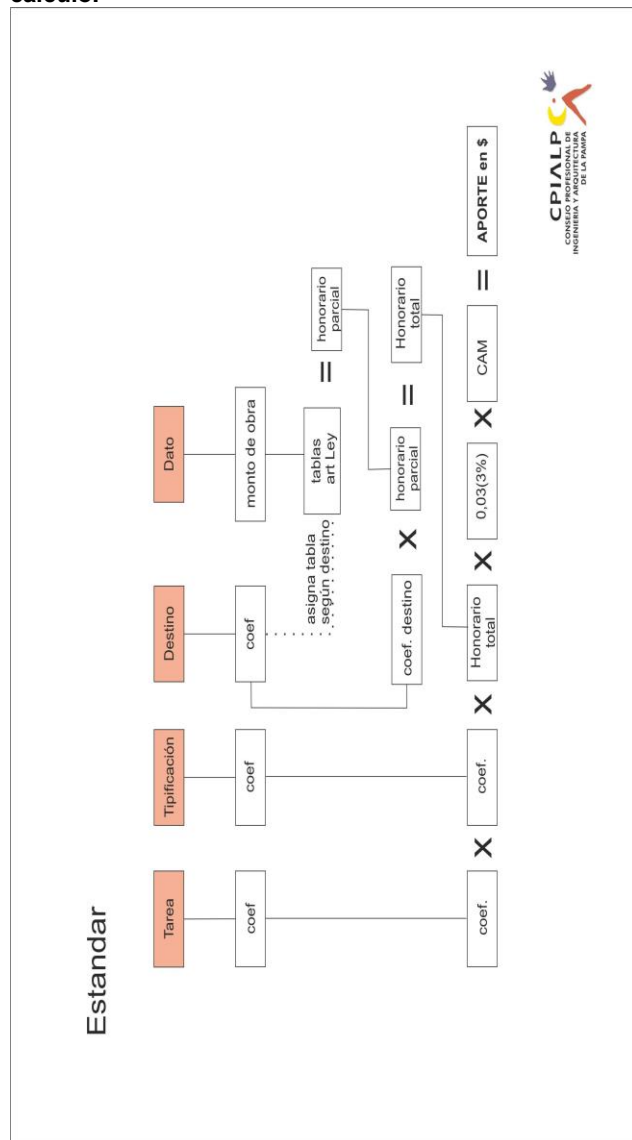 cálculo.
Estandar
Tarea
Tipificación
Destino
Dato
coef
coef
coef
monto de obra
asigna tabla
según destino
tablas
art Ley
=
honorario
parcial
coef. destino
X
honorario
parcial
=
Honorario
total
coef.
X
coef.
X
Honorario
total
X
0,03(3%)
X
CAM
=
APORTE en $
CPIALP
CONSEJO PROFESIONAL DE
INGENIERIA Y ARQUITECTURA
DE LA PAMPA